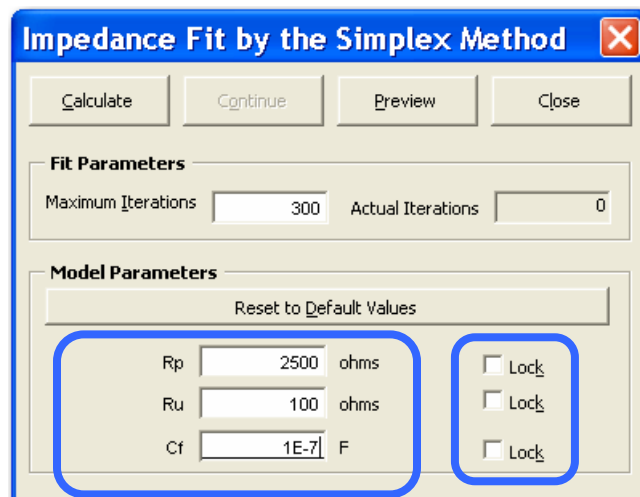 Impedance Fit by the Simplex Method
Calculate Continue Preview Close
Fit Parameters
Maximum Iterations 300 Actual Iterations 0
Model Parameters
Reset to Default Values
Rp 2500 ohms Lock
Ru 100 ohms Lock
Cf 1E-7 F Lock